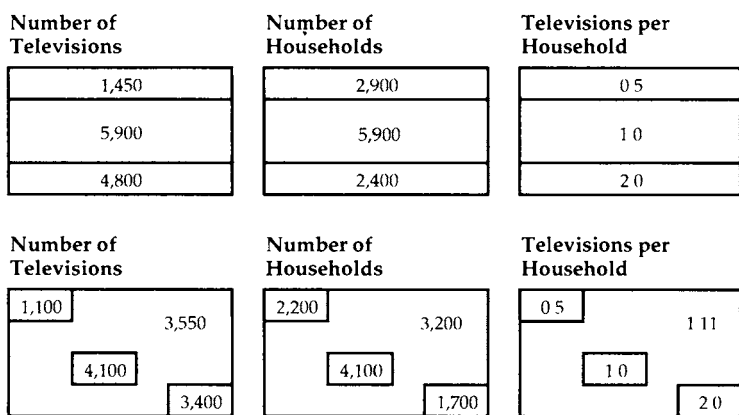 Number of Televisions
Number of Households
Televisions per Household
1,450 2,900 0 5
5,900 5,900 1 0
4,800 2,400 2 0
Number of Televisions
Number of Households
Televisions per Household
1,100 2,200 0 5
3,550 3,200 1 11
4,100 4,100 1 0
3,400 1,700 2 0